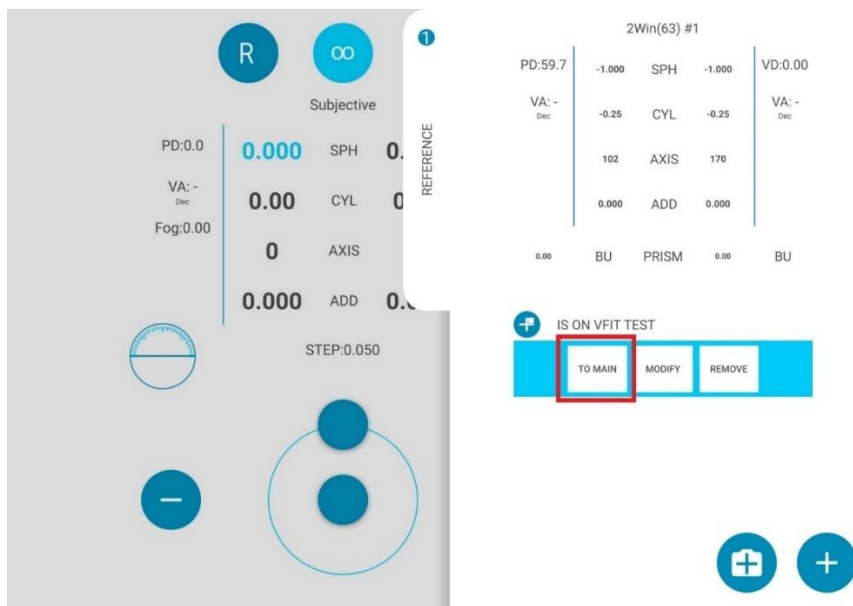 R
∞
Subjective
PD:0.0
0.000 SPH 0.
VA: -
Dec
0.00 CYL 0
Fog:0.00
0 AXIS
0.000 ADD 0.
STEP:0.050
−
1
REFERENCE
2Win(63) #1
PD:59.7 -1.000 SPH -1.000 VD:0.00
VA: - -0.25 CYL -0.25 VA: -
Dec Dec
102 AXIS 170
0.000 ADD 0.000
0.00 BU PRISM 0.00 BU
IS ON VFIT TEST
TO MAIN MODIFY REMOVE
+